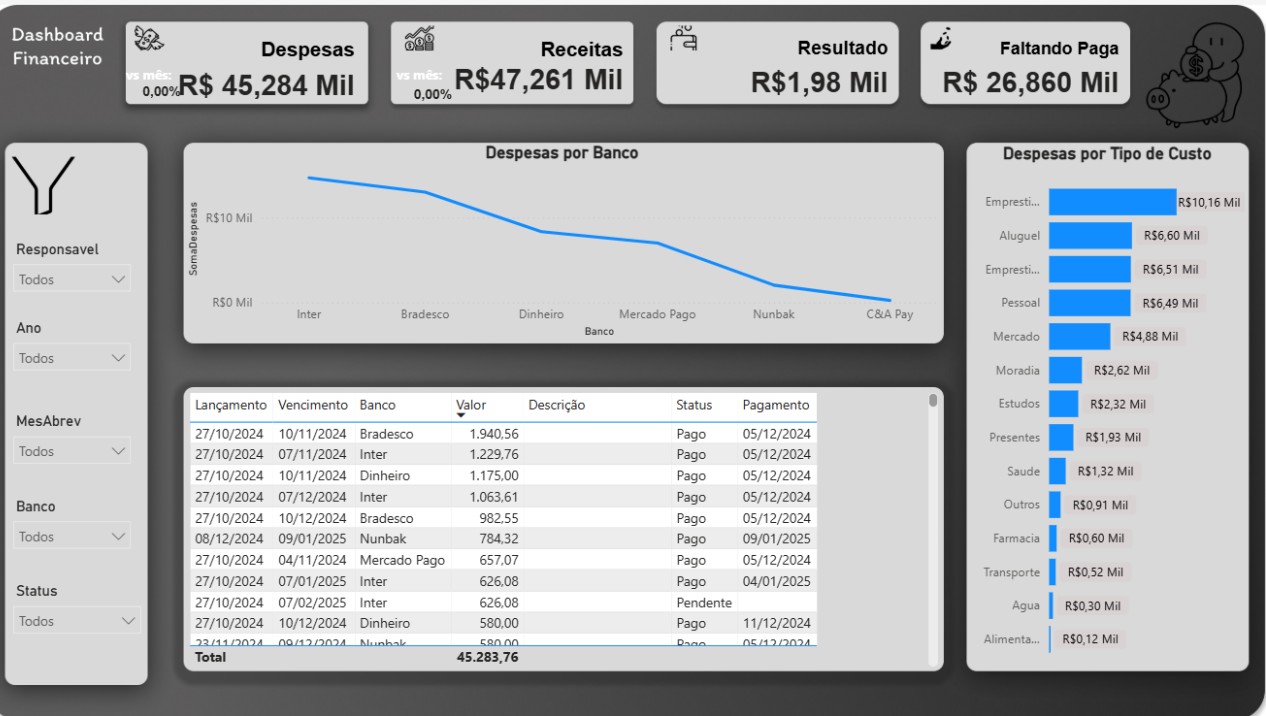 Dashboard
Financeiro
Despesas
vs mês:
0,00%
R$ 45,284 Mil
Receitas
vs mês:
0,00%
R$47,261 Mil
Resultado
R$1,98 Mil
Faltando Paga
R$ 26,860 Mil
$
Responsavel
Todos
Ano
Todos
MesAbrev
Todos
Banco
Todos
Status
Todos
Despesas por Banco
SomaDespesas
R$10 Mil
R$0 Mil
Inter Bradesco Dinheiro Mercado Pago Nunbak C&A Pay
Banco
Lançamento Vencimento Banco Valor Descrição Status Pagamento
27/10/2024 10/11/2024 Bradesco 1.940,56 Pago 05/12/2024
27/10/2024 07/11/2024 Inter 1.229,76 Pago 05/12/2024
27/10/2024 10/11/2024 Dinheiro 1.175,00 Pago 05/12/2024
27/10/2024 07/12/2024 Inter 1.063,61 Pago 05/12/2024
27/10/2024 10/12/2024 Bradesco 982,55 Pago 05/12/2024
08/12/2024 09/01/2025 Nunbak 784,32 Pago 09/01/2025
27/10/2024 04/11/2024 Mercado Pago 657,07 Pago 05/12/2024
27/10/2024 07/01/2025 Inter 626,08 Pago 04/01/2025
27/10/2024 07/02/2025 Inter 626,08 Pendente
27/10/2024 10/12/2024 Dinheiro 580,00 Pago 11/12/2024
23/11/2024 09/12/2024 Nunbak 580,00 Pago 05/12/2024
Total 45.283,76
Despesas por Tipo de Custo
Empresti... R$10,16 Mil
Aluguel R$6,60 Mil
Empresti... R$6,51 Mil
Pessoal R$6,49 Mil
Mercado R$4,88 Mil
Moradia R$2,62 Mil
Estudos R$2,32 Mil
Presentes R$1,93 Mil
Saude R$1,32 Mil
Outros R$0,91 Mil
Farmacia R$0,60 Mil
Transporte R$0,52 Mil
Agua R$0,30 Mil
Alimenta... R$0,12 Mil